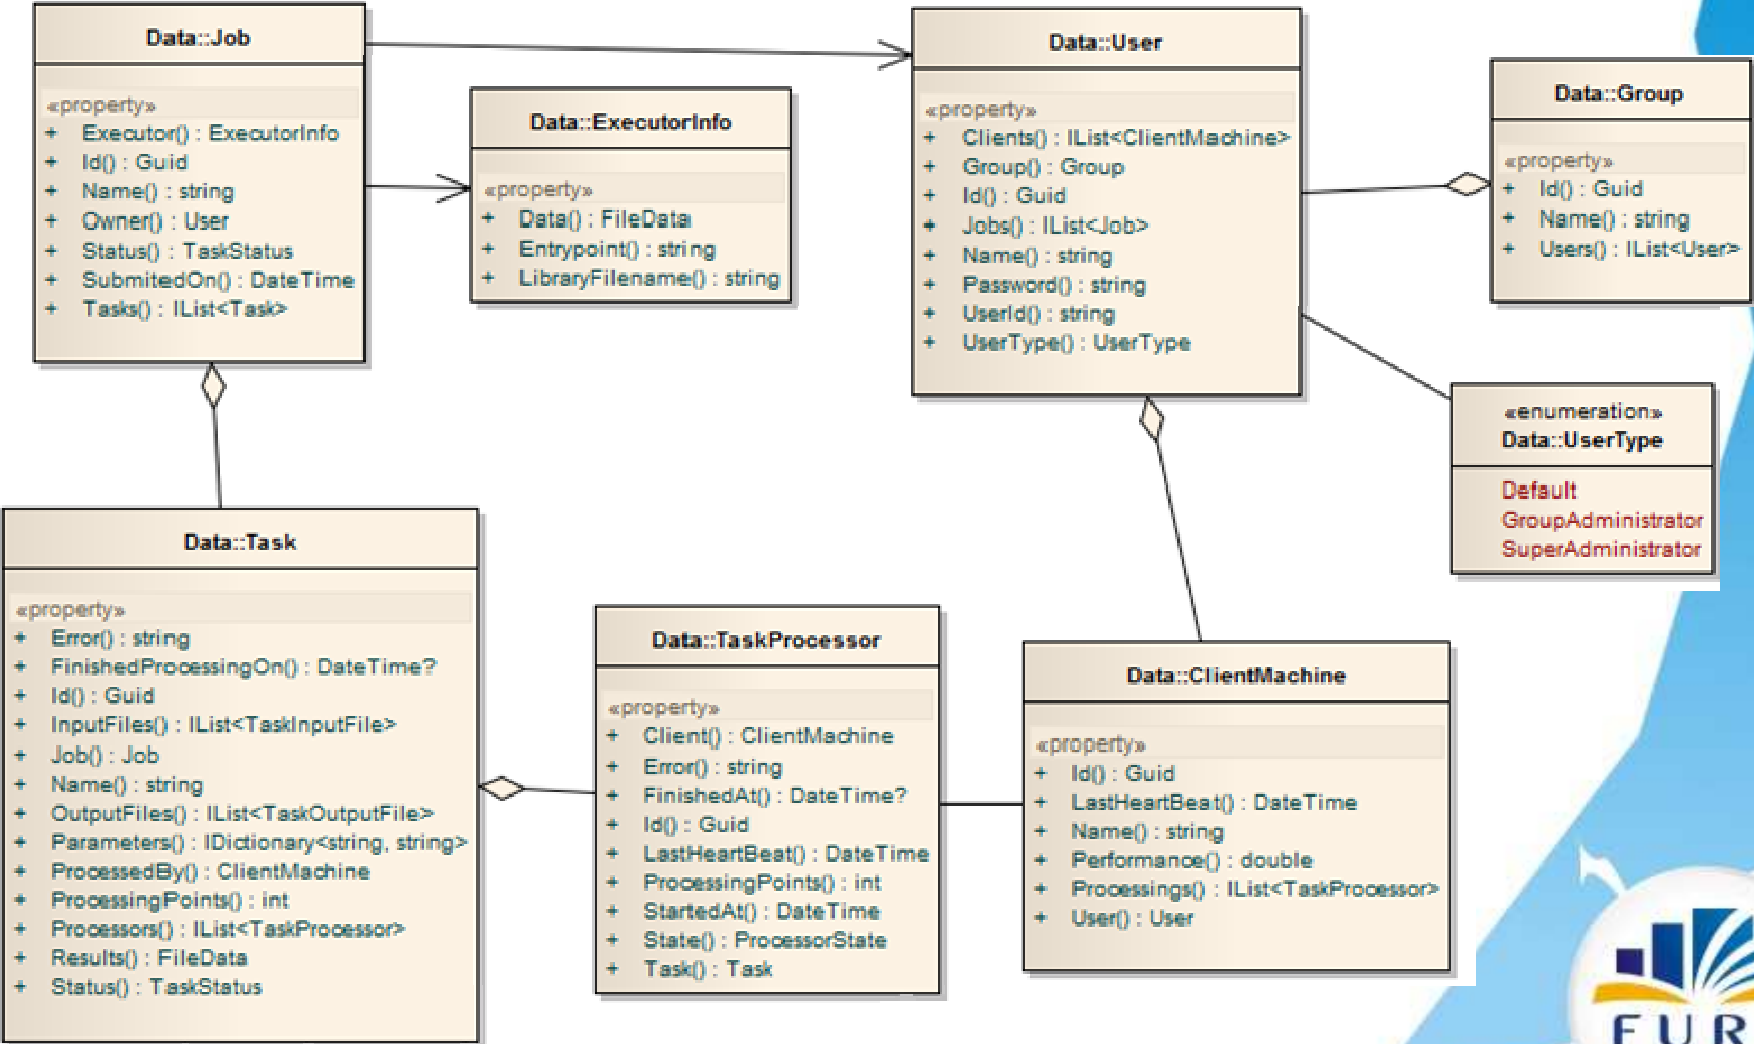 Data::Job
«property»
+ Executor() : ExecutorInfo
+ Id() : Guid
+ Name() : string
+ Owner() : User
+ Status() : TaskStatus
+ SubmitedOn() : DateTime
+ Tasks() : IList<Task>
Data::ExecutorInfo
«property»
+ Data() : FileData
+ Entrypoint() : string
+ LibraryFilename() : string
Data::User
«property»
+ Clients() : IList<ClientMachine>
+ Group() : Group
+ Id() : Guid
+ Jobs() : IList<Job>
+ Name() : string
+ Password() : string
+ UserId() : string
+ UserType() : UserType
Data::Group
«property»
+ Id() : Guid
+ Name() : string
+ Users() : IList<User>
«enumeration»
Data::UserType
Default
GroupAdministrator
SuperAdministrator
Data::Task
«property»
+ Error() : string
+ FinishedProcessingOn() : DateTime?
+ Id() : Guid
+ InputFiles() : IList<TaskInputFile>
+ Job() : Job
+ Name() : string
+ OutputFiles() : IList<TaskOutputFile>
+ Parameters() : IDictionary<string, string>
+ ProcessedBy() : ClientMachine
+ ProcessingPoints() : int
+ Processors() : IList<TaskProcessor>
+ Results() : FileData
+ Status() : TaskStatus
Data::TaskProcessor
«property»
+ Client() : ClientMachine
+ Error() : string
+ FinishedAt() : DateTime?
+ Id() : Guid
+ LastHeartBeat() : DateTime
+ ProcessingPoints() : int
+ StartedAt() : DateTime
+ State() : ProcessorState
+ Task() : Task
Data::ClientMachine
«property»
+ Id() : Guid
+ LastHeartBeat() : DateTime
+ Name() : string
+ Performance() : double
+ Processings() : IList<TaskProcessor>
+ User() : User
FUR